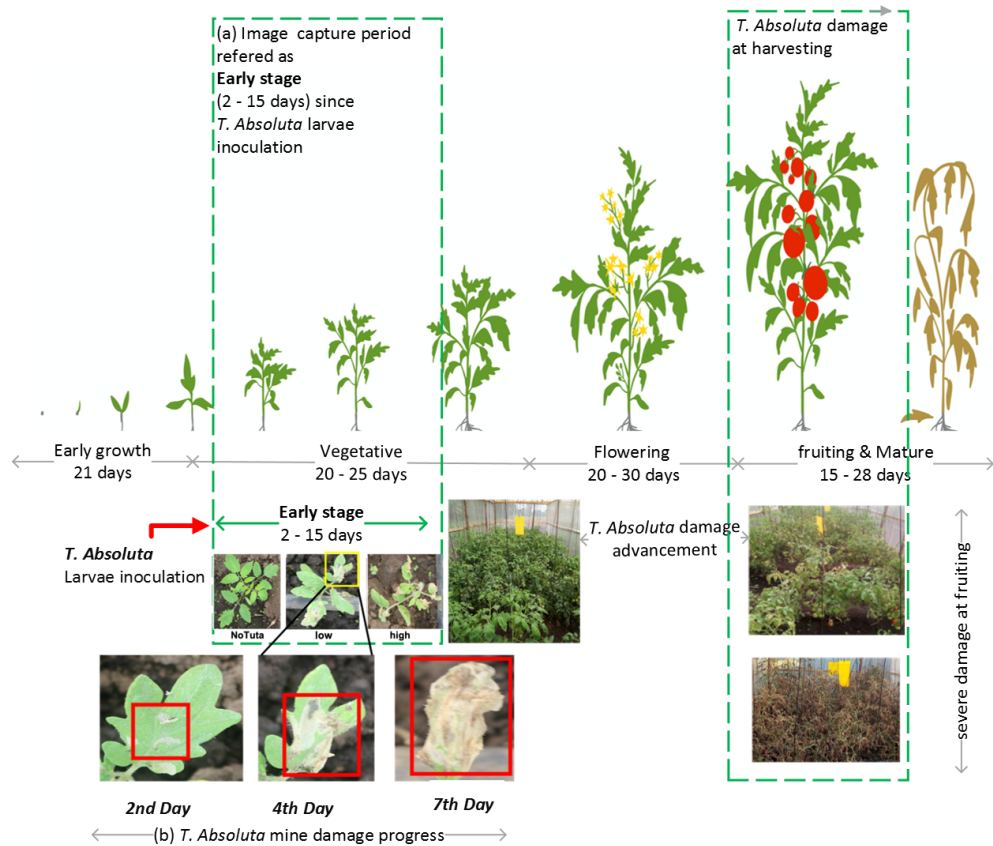 (a) Image capture period
refered as
Early stage
(2 - 15 days) since
T. Absoluta larvae
inoculation
T. Absoluta damage
at harvesting
Early growth
21 days
Vegetative
20 - 25 days
Flowering
20 - 30 days
fruiting & Mature
15 - 28 days
Early stage
2 - 15 days
T. Absoluta
Larvae inoculation
NoTuta
low
high
T. Absoluta damage
advancement
severe damage at fruiting
2nd Day
4th Day
7th Day
(b) T. Absoluta mine damage progress